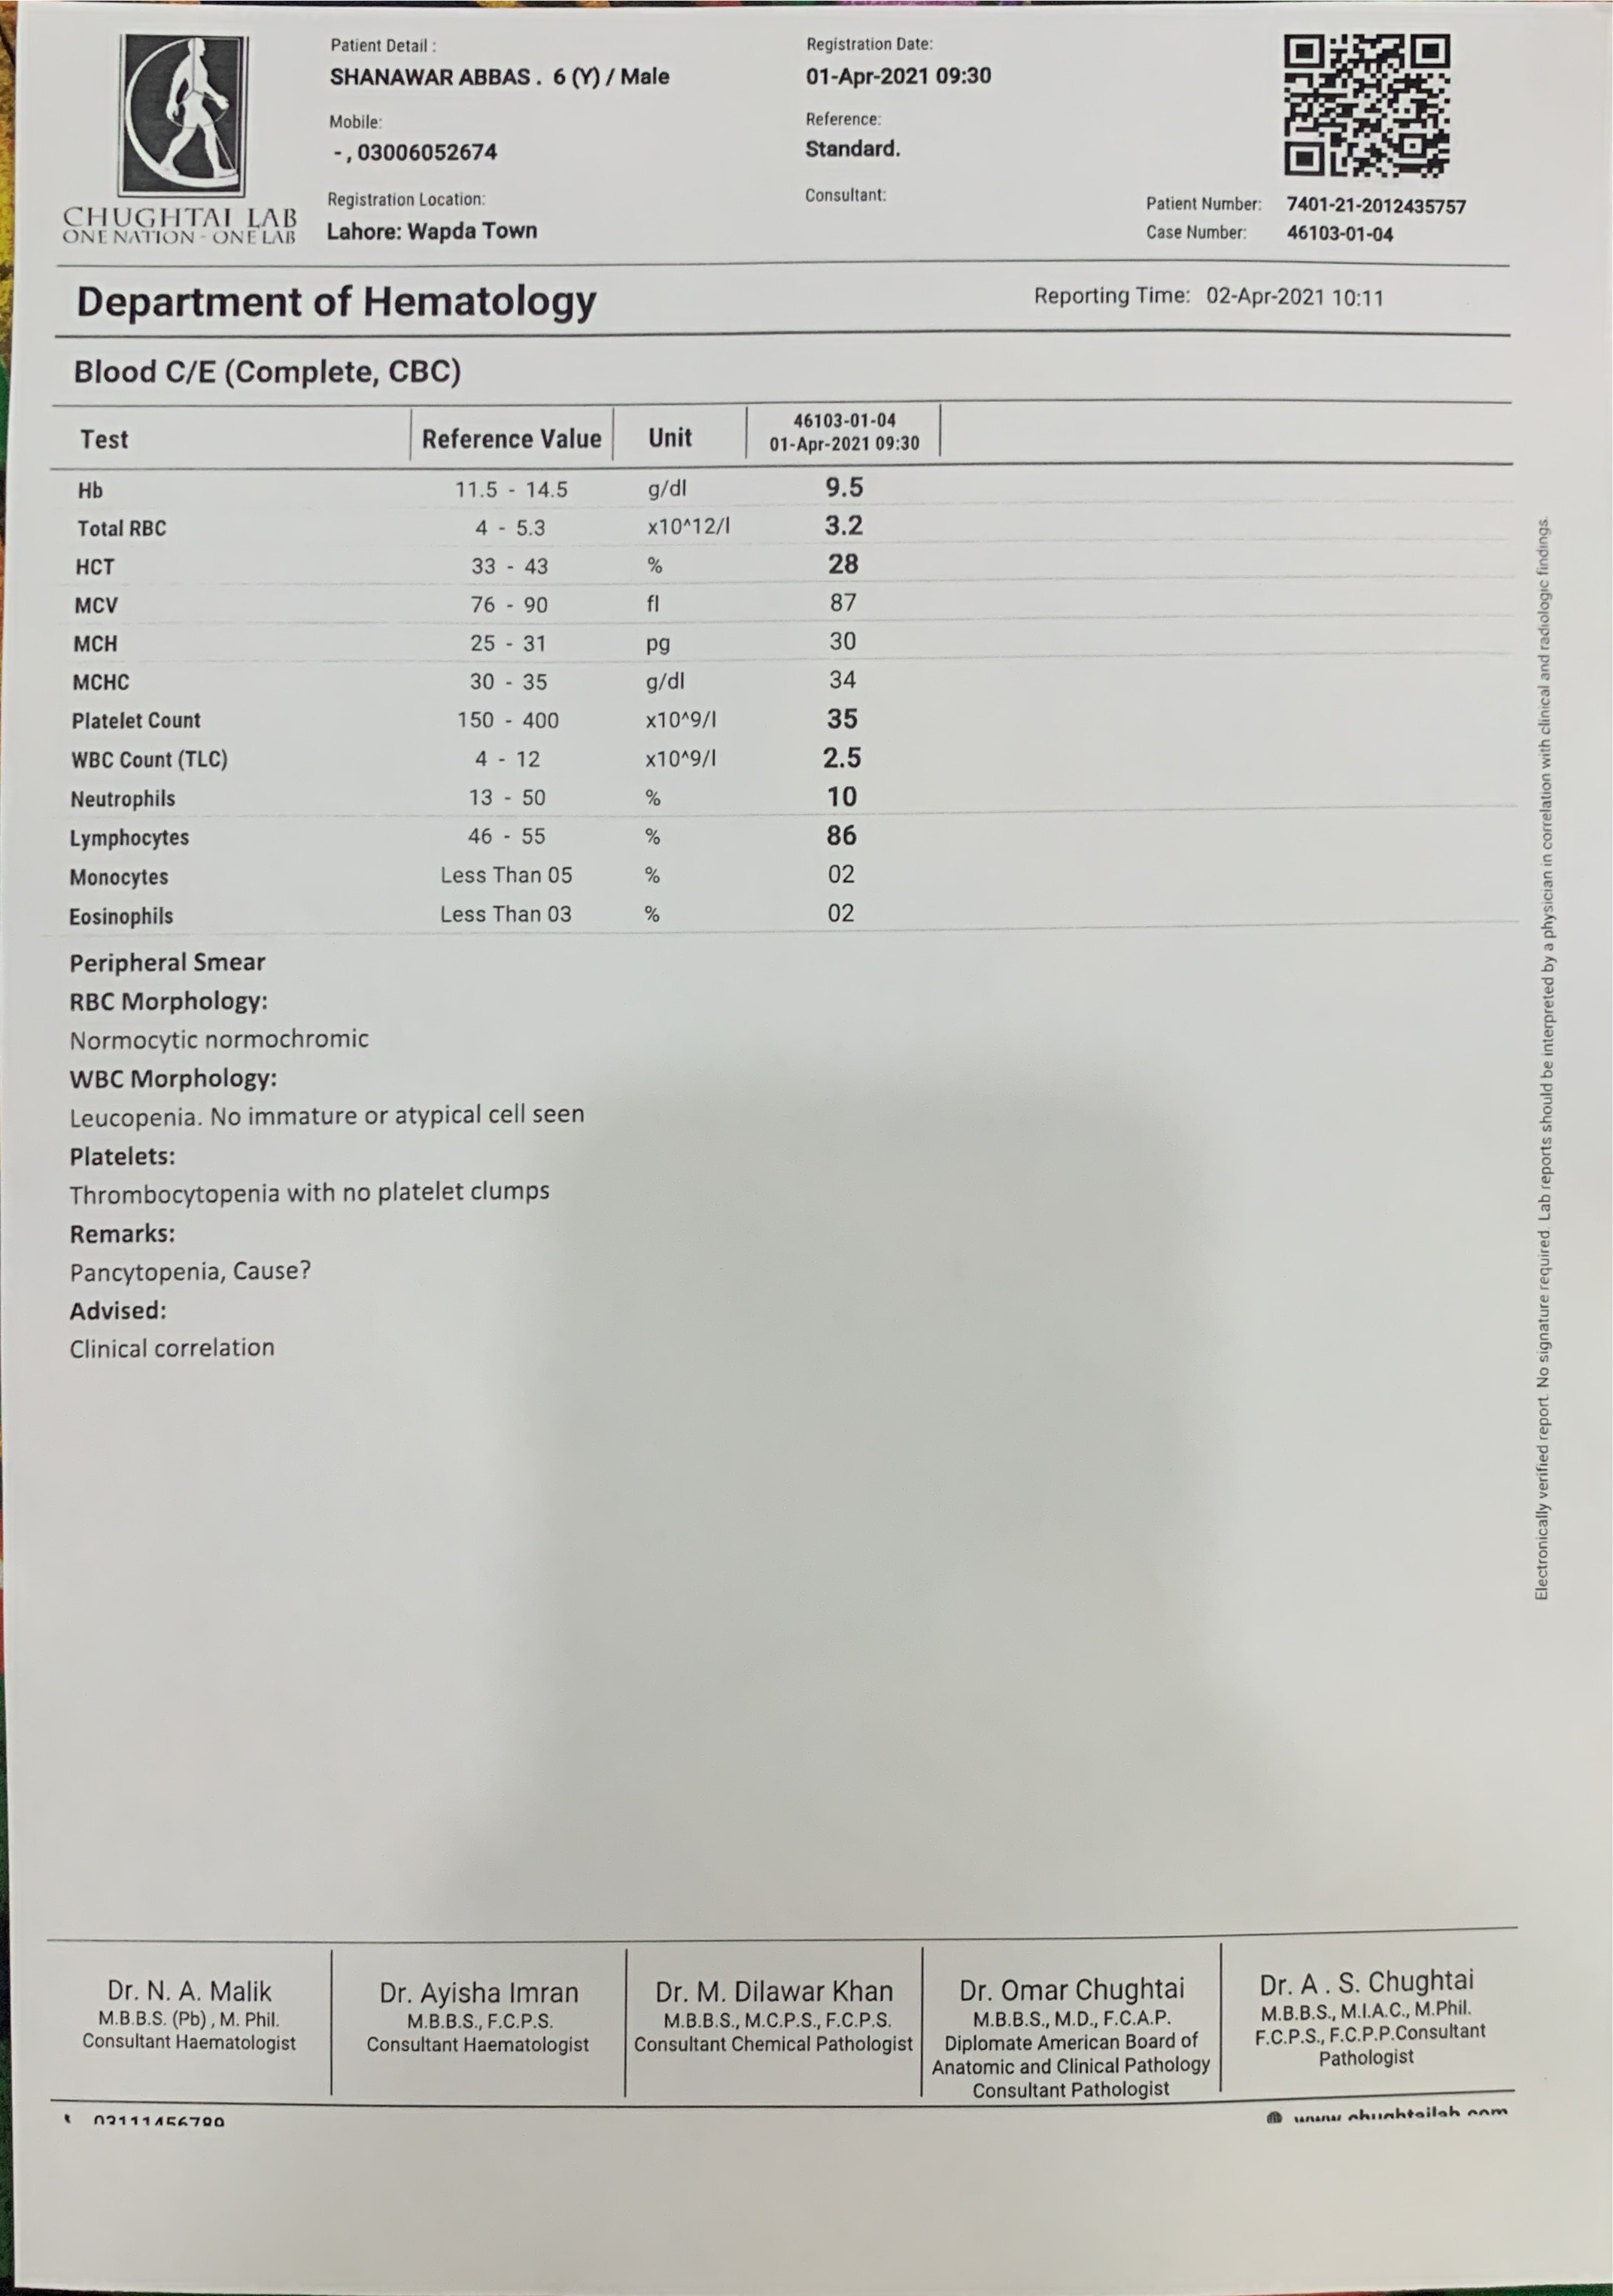 CHUGHTAI LAB
ONE NATION - ONE LAB
Patient Detail :
SHANAWAR ABBAS . 6 (Y) / Male
Mobile:
- , 03006052674
Registration Location:
Lahore: Wapda Town
Registration Date:
01-Apr-2021 09:30
Reference:
Standard.
Consultant:
Patient Number: 7401-21-2012435757
Case Number: 46103-01-04
Department of Hematology
Reporting Time: 02-Apr-2021 10:11
Blood C/E (Complete, CBC)
Test Reference Value Unit 46103-01-04
01-Apr-2021 09:30
Hb 11.5 - 14.5 g/dl 9.5
Total RBC 4 - 5.3 x10^12/l 3.2
HCT 33 - 43 % 28
MCV 76 - 90 fl 87
MCH 25 - 31 pg 30
MCHC 30 - 35 g/dl 34
Platelet Count 150 - 400 x10^9/l 35
WBC Count (TLC) 4 - 12 x10^9/l 2.5
Neutrophils 13 - 50 % 10
Lymphocytes 46 - 55 % 86
Monocytes Less Than 05 % 02
Eosinophils Less Than 03 % 02
Peripheral Smear
RBC Morphology:
Normocytic normochromic
WBC Morphology:
Leucopenia. No immature or atypical cell seen
Platelets:
Thrombocytopenia with no platelet clumps
Remarks:
Pancytopenia, Cause?
Advised:
Clinical correlation
Electronically verified report. No signature required. Lab reports should be interpreted by a physician in correlation with clinical and radiologic findings.
Dr. N. A. Malik
M.B.B.S. (Pb) , M. Phil.
Consultant Haematologist
Dr. Ayisha Imran
M.B.B.S., F.C.P.S.
Consultant Haematologist
Dr. M. Dilawar Khan
M.B.B.S., M.C.P.S., F.C.P.S.
Consultant Chemical Pathologist
Dr. Omar Chughtai
M.B.B.S., M.D., F.C.A.P.
Diplomate American Board of
Anatomic and Clinical Pathology
Consultant Pathologist
Dr. A . S. Chughtai
M.B.B.S., M.I.A.C., M.Phil.
F.C.P.S., F.C.P.P.Consultant
Pathologist
03111456789
www.chughtailab.com